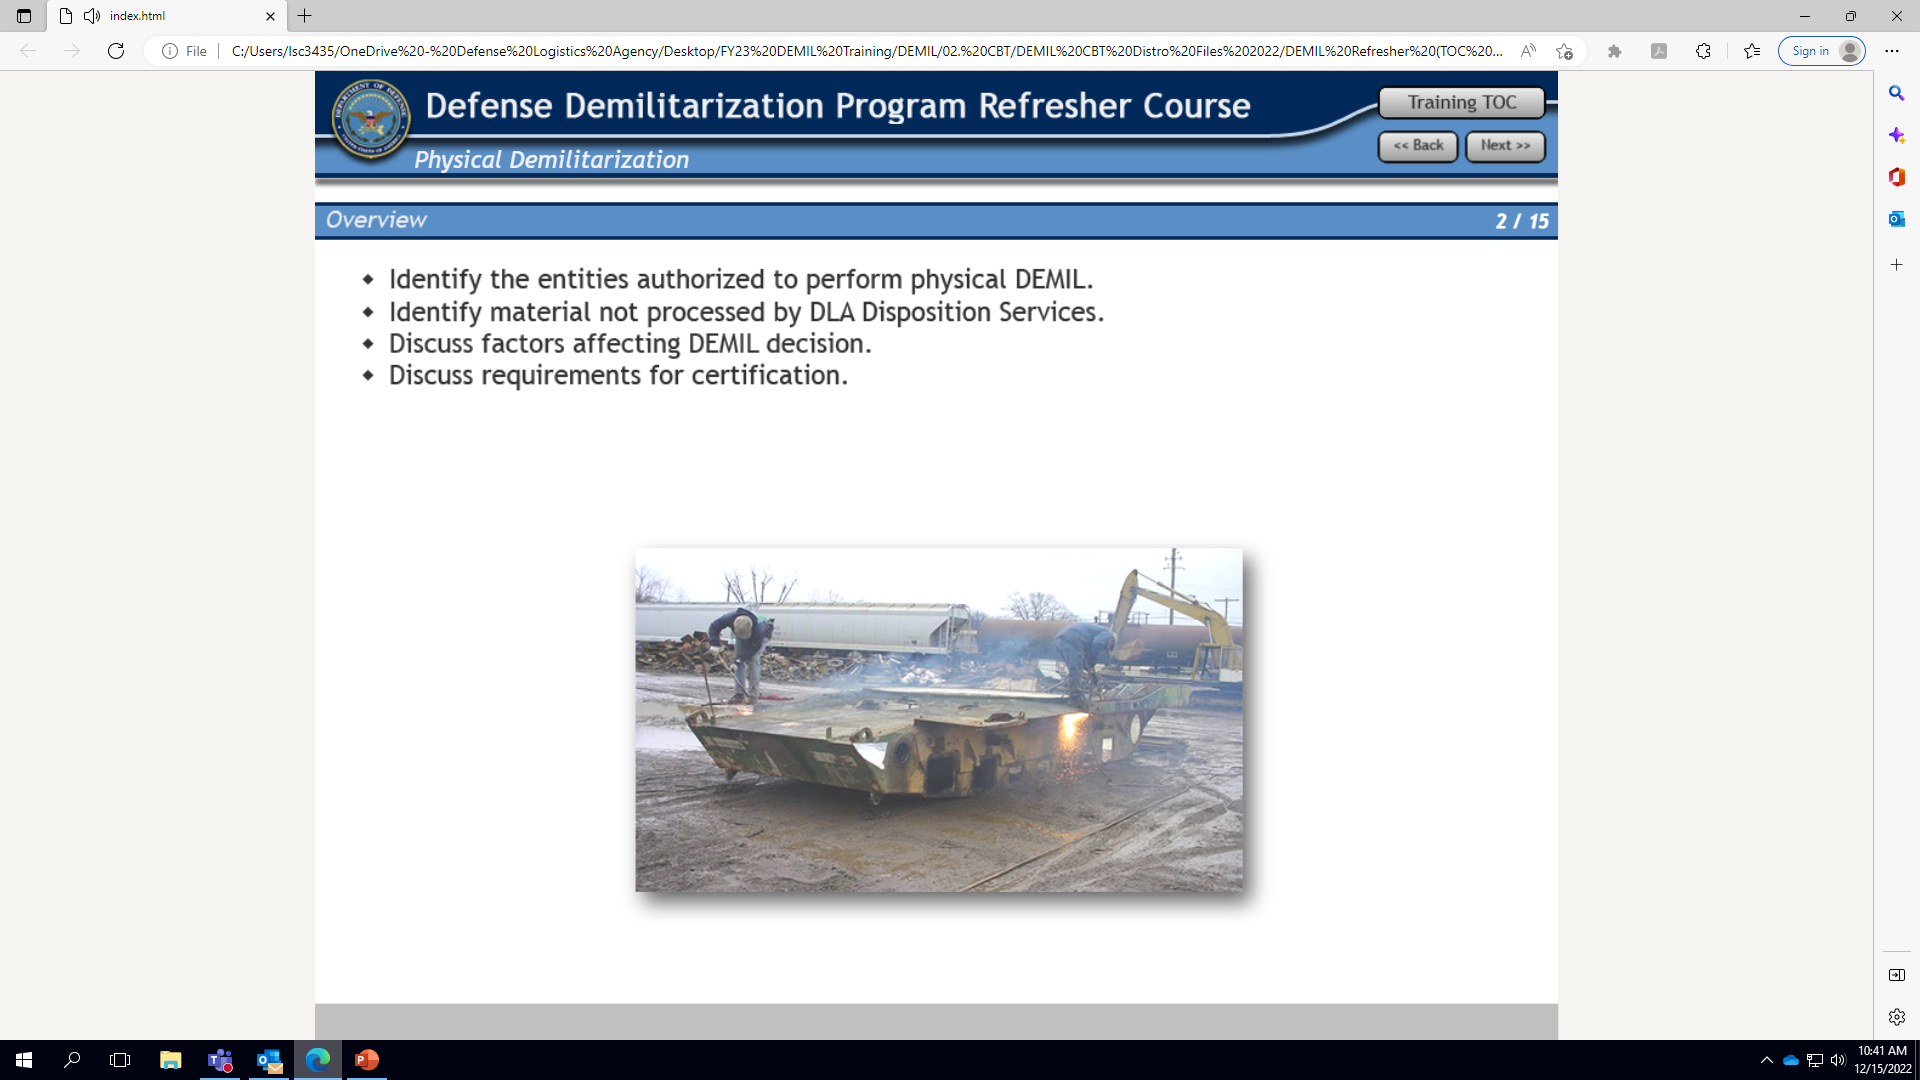 index.html
File
C:/Users/lsc3435/OneDrive%20-%20Defense%20Logistics%20Agency/Desktop/FY23%20DEMIL%20Training/DEMIL/02.%20CBT/DEMIL%20CBT%20Distro%20Files%202022/DEMIL%20Refresher%20(TOC%20...
Sign in
Defense Demilitarization Program Refresher Course
Training TOC
<< Back
Next >>
Physical Demilitarization
Overview
2 / 15
Identify the entities authorized to perform physical DEMIL.
Identify material not processed by DLA Disposition Services.
Discuss factors affecting DEMIL decision.
Discuss requirements for certification.
10:41 AM
12/15/2022